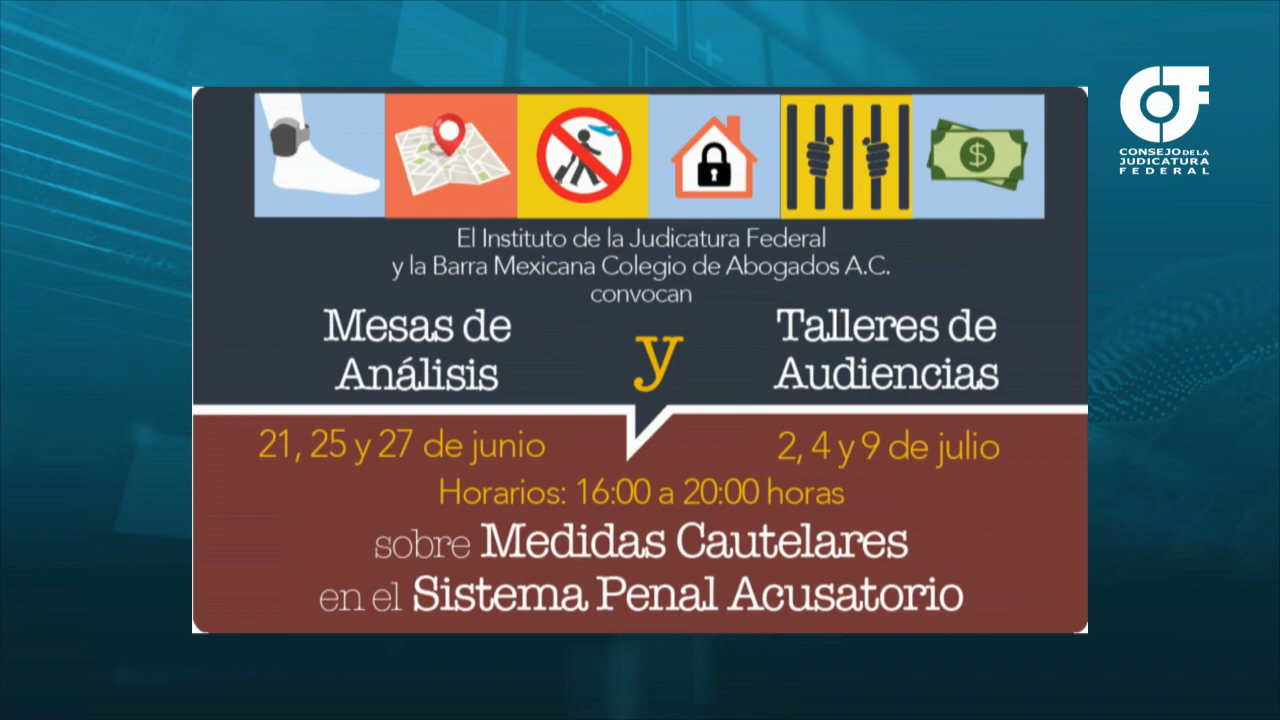 CONSEJO DE LA
JUDICATURA
FEDERAL
$
El Instituto de la Judicatura Federal
y la Barra Mexicana Colegio de Abogados A.C.
convocan
Mesas de
Análisis
y
Talleres de
Audiencias
21, 25 y 27 de junio
2, 4 y 9 de julio
Horarios: 16:00 a 20:00 horas
sobre Medidas Cautelares
en el Sistema Penal Acusatorio